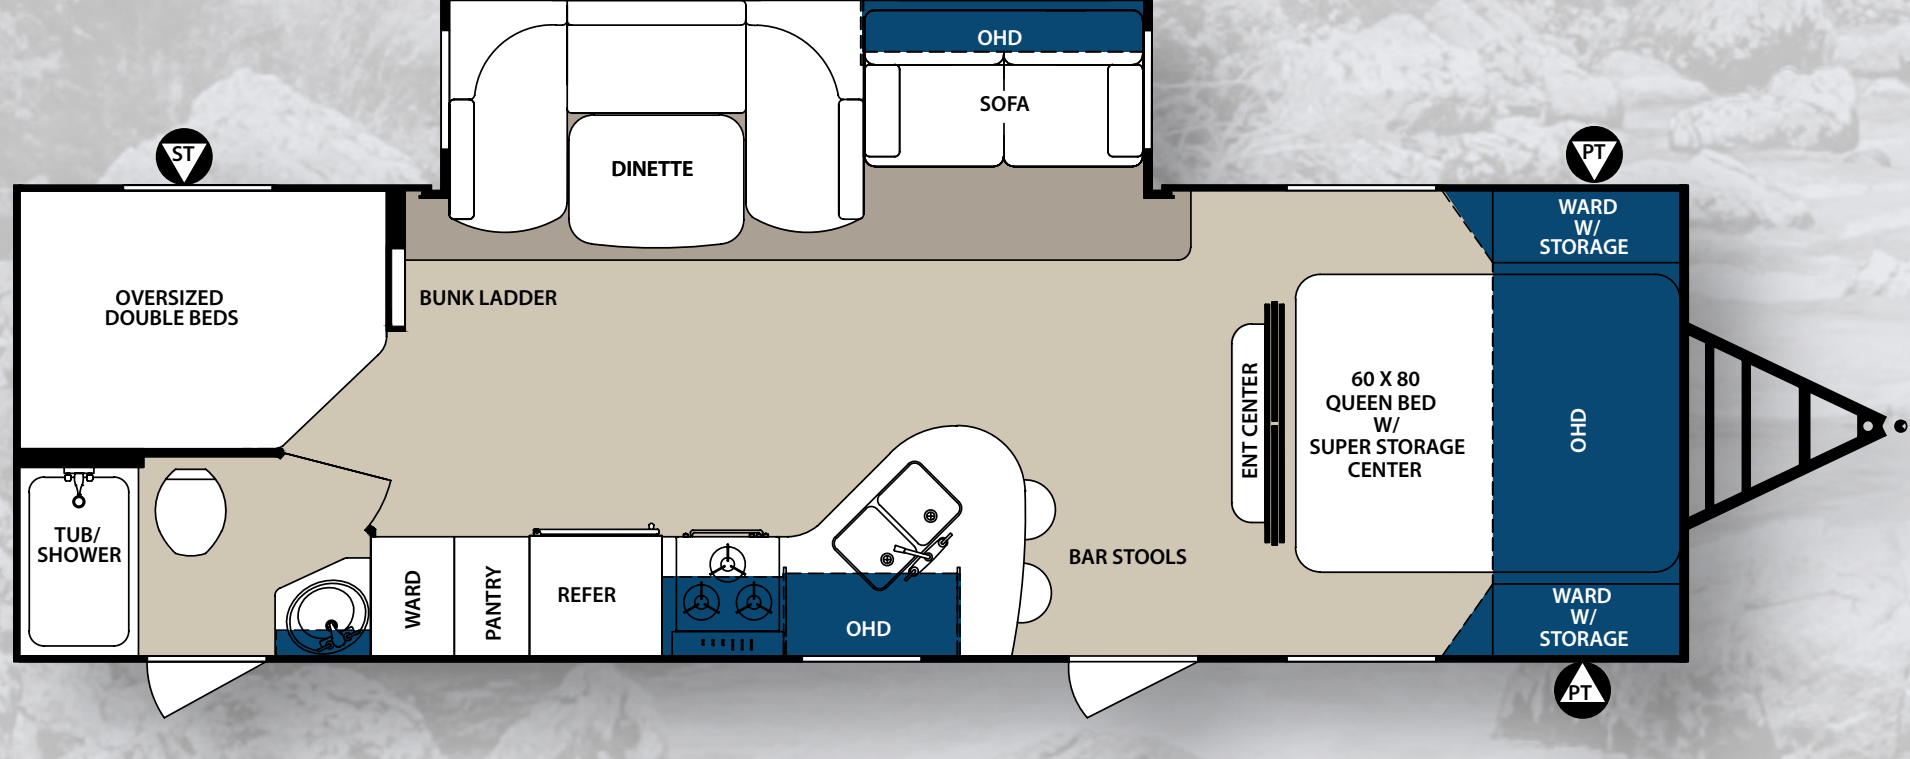 OHD
SOFA
DINETTE
ST
PT
WARD
W/
STORAGE
OVERSIZED
DOUBLE BEDS
BUNK LADDER
ENT CENTER
60 X 80
QUEEN BED
W/
SUPER STORAGE
CENTER
OHD
TUB/
SHOWER
WARD
PANTRY
REFER
OHD
BAR STOOLS
WARD
W/
STORAGE
PT